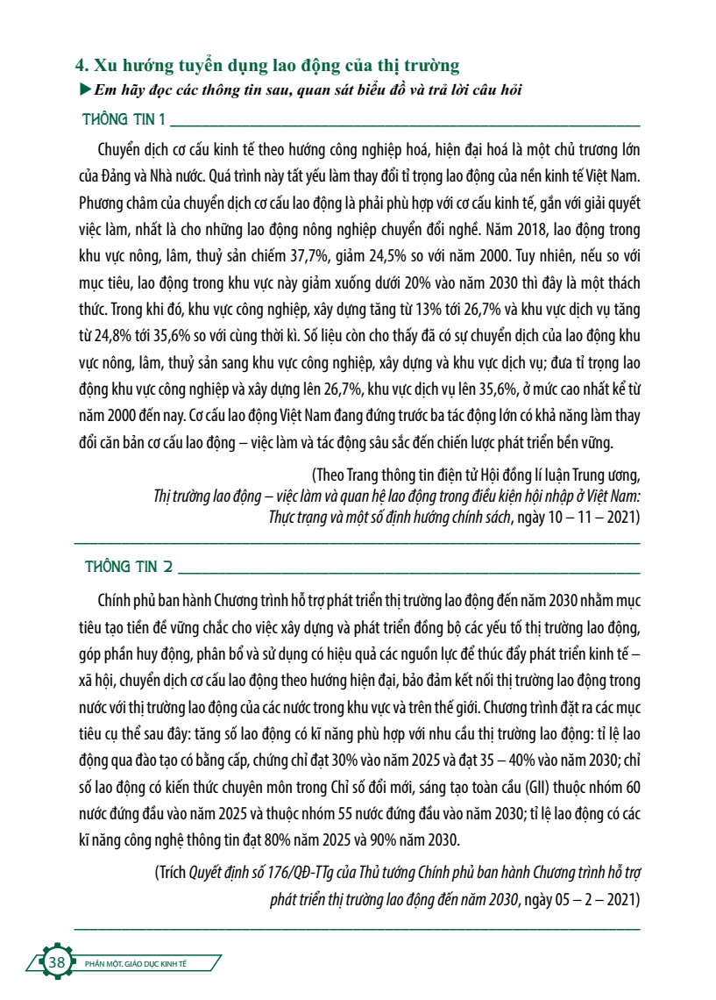 4. Xu hướng tuyển dụng lao động của thị trường
▶Em hãy đọc các thông tin sau, quan sát biểu đồ và trả lời câu hỏi
THÔNG TIN 1
Chuyển dịch cơ cấu kinh tế theo hướng công nghiệp hoá, hiện đại hoá là một chủ trương lớn
của Đảng và Nhà nước. Quá trình này tất yếu làm thay đổi tỉ trọng lao động của nền kinh tế Việt Nam.
Phương châm của chuyển dịch cơ cấu lao động là phải phù hợp với cơ cấu kinh tế, gắn với giải quyết
việc làm, nhất là cho những lao động nông nghiệp chuyển đổi nghề. Năm 2018, lao động trong
khu vực nông, lâm, thuỷ sản chiếm 37,7%, giảm 24,5% so với năm 2000. Tuy nhiên, nếu so với
mục tiêu, lao động trong khu vực này giảm xuống dưới 20% vào năm 2030 thì đây là một thách
thức. Trong khi đó, khu vực công nghiệp, xây dựng tăng từ 13% tới 26,7% và khu vực dịch vụ tăng
từ 24,8% tới 35,6% so với cùng thời kì. Số liệu còn cho thấy đã có sự chuyển dịch của lao động khu
vực nông, lâm, thuỷ sản sang khu vực công nghiệp, xây dựng và khu vực dịch vụ; đưa tỉ trọng lao
động khu vực công nghiệp và xây dựng lên 26,7%, khu vực dịch vụ lên 35,6%, ở mức cao nhất kể từ
năm 2000 đến nay. Cơ cấu lao động Việt Nam đang đứng trước ba tác động lớn có khả năng làm thay
đổi căn bản cơ cấu lao động – việc làm và tác động sâu sắc đến chiến lược phát triển bền vững.
(Theo Trang thông tin điện tử Hội đồng lí luận Trung ương,
Thị trường lao động – việc làm và quan hệ lao động trong điều kiện hội nhập ở Việt Nam:
Thực trạng và một số định hướng chính sách, ngày 10 – 11 – 2021)
THÔNG TIN 2
Chính phủ ban hành Chương trình hỗ trợ phát triển thị trường lao động đến năm 2030 nhằm mục
tiêu tạo tiền đề vững chắc cho việc xây dựng và phát triển đồng bộ các yếu tố thị trường lao động,
góp phần huy động, phân bổ và sử dụng có hiệu quả các nguồn lực để thúc đẩy phát triển kinh tế –
xã hội, chuyển dịch cơ cấu lao động theo hướng hiện đại, bảo đảm kết nối thị trường lao động trong
nước với thị trường lao động của các nước trong khu vực và trên thế giới. Chương trình đặt ra các mục
tiêu cụ thể sau đây: tăng số lao động có kĩ năng phù hợp với nhu cầu thị trường lao động: tỉ lệ lao
động qua đào tạo có bằng cấp, chứng chỉ đạt 30% vào năm 2025 và đạt 35 – 40% vào năm 2030; chỉ
số lao động có kiến thức chuyên môn trong Chỉ số đổi mới, sáng tạo toàn cầu (GII) thuộc nhóm 60
nước đứng đầu vào năm 2025 và thuộc nhóm 55 nước đứng đầu vào năm 2030; tỉ lệ lao động có các
kĩ năng công nghệ thông tin đạt 80% năm 2025 và 90% năm 2030.
(Trích Quyết định số 176/QĐ-TTg của Thủ tướng Chính phủ ban hành Chương trình hỗ trợ
phát triển thị trường lao động đến năm 2030, ngày 05 – 2 – 2021)
38 PHẦN MỘT. GIÁO DỤC KINH TẾ